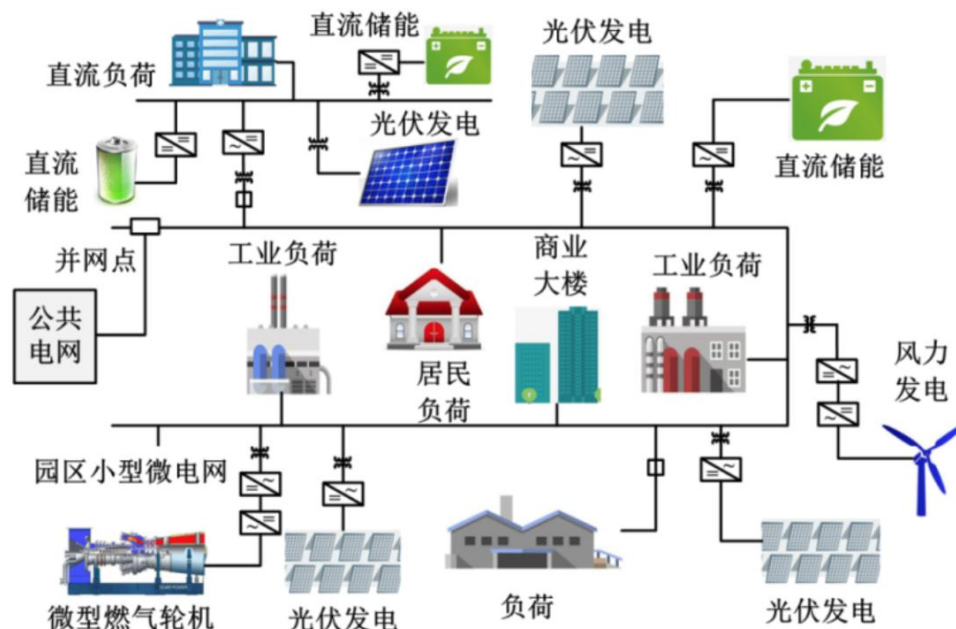 直流储能
光伏发电
直流负荷
光伏发电
直流
储能
直流储能
并网点
工业负荷
商业
大楼
工业负荷
公共
电网
居民
负荷
风力
发电
园区小型微电网
微型燃气轮机
光伏发电
负荷
光伏发电